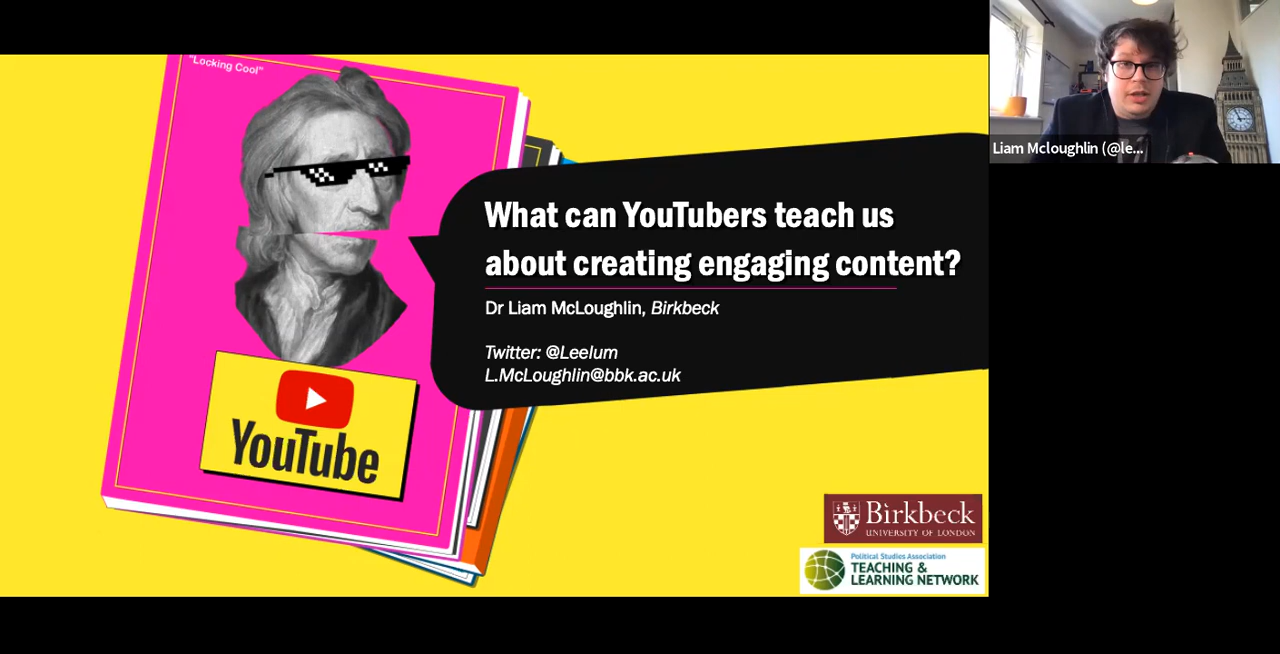 "Locking Cool"
What can YouTubers teach us
about creating engaging content?
Dr Liam McLoughlin, Birkbeck
Twitter: @Leelum
L.McLoughlin@bbk.ac.uk
YouTube
Birkbeck
UNIVERSITY OF LONDON
Political Studies Association
TEACHING &
LEARNING NETWORK
Liam Mcloughlin (@le...